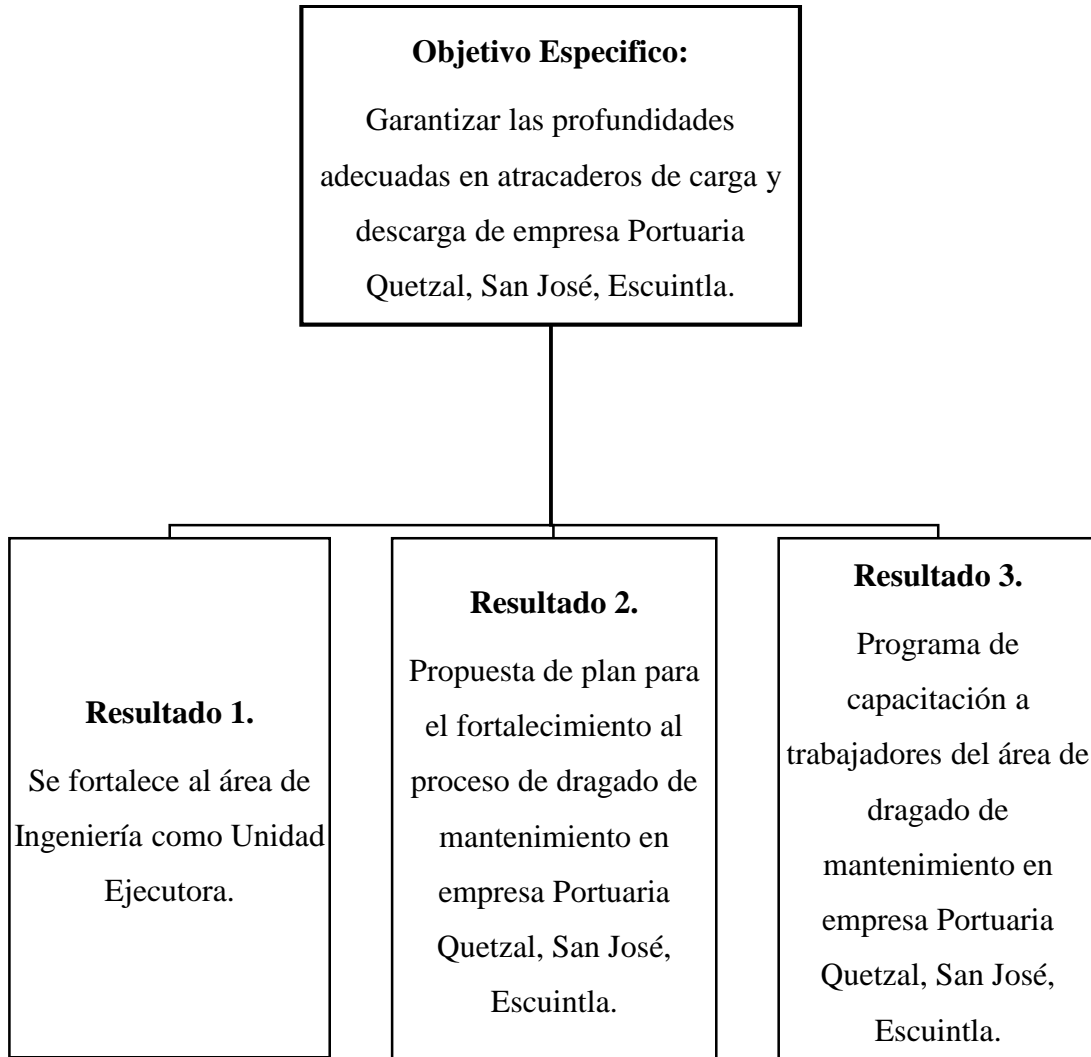 Objetivo Especifico:
Garantizar las profundidades
adecuadas en atracaderos de carga y
descarga de empresa Portuaria
Quetzal, San José, Escuintla.
Resultado 1.
Se fortalece al área de
Ingeniería como Unidad
Ejecutora.
Resultado 2.
Propuesta de plan para
el fortalecimiento al
proceso de dragado de
mantenimiento en
empresa Portuaria
Quetzal, San José,
Escuintla.
Resultado 3.
Programa de
capacitación a
trabajadores del área de
dragado de
mantenimiento en
empresa Portuaria
Quetzal, San José,
Escuintla.